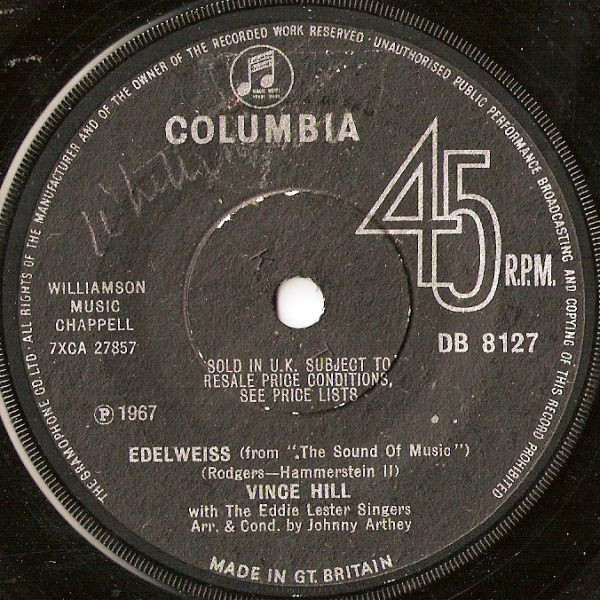 THE GRAMOPHONE CO. LTD · ALL RIGHTS OF THE MANUFACTURER AND OF THE OWNER OF THE RECORDED WORK RESERVED · UNAUTHORISED PUBLIC PERFORMANCE BROADCASTING AND COPYING OF THIS RECORD PROHIBITED
COLUMBIA
45
R.P.M.
WILLIAMSON
MUSIC
CHAPPELL
7XCA 27857
DB 8127
SOLD IN U.K. SUBJECT TO
RESALE PRICE CONDITIONS,
SEE PRICE LISTS
Ⓟ 1967
EDELWEISS (from "The Sound Of Music")
(Rodgers—Hammerstein II)
VINCE HILL
with The Eddie Lester Singers
Arr. & Cond. by Johnny Arthey
MADE IN GT. BRITAIN